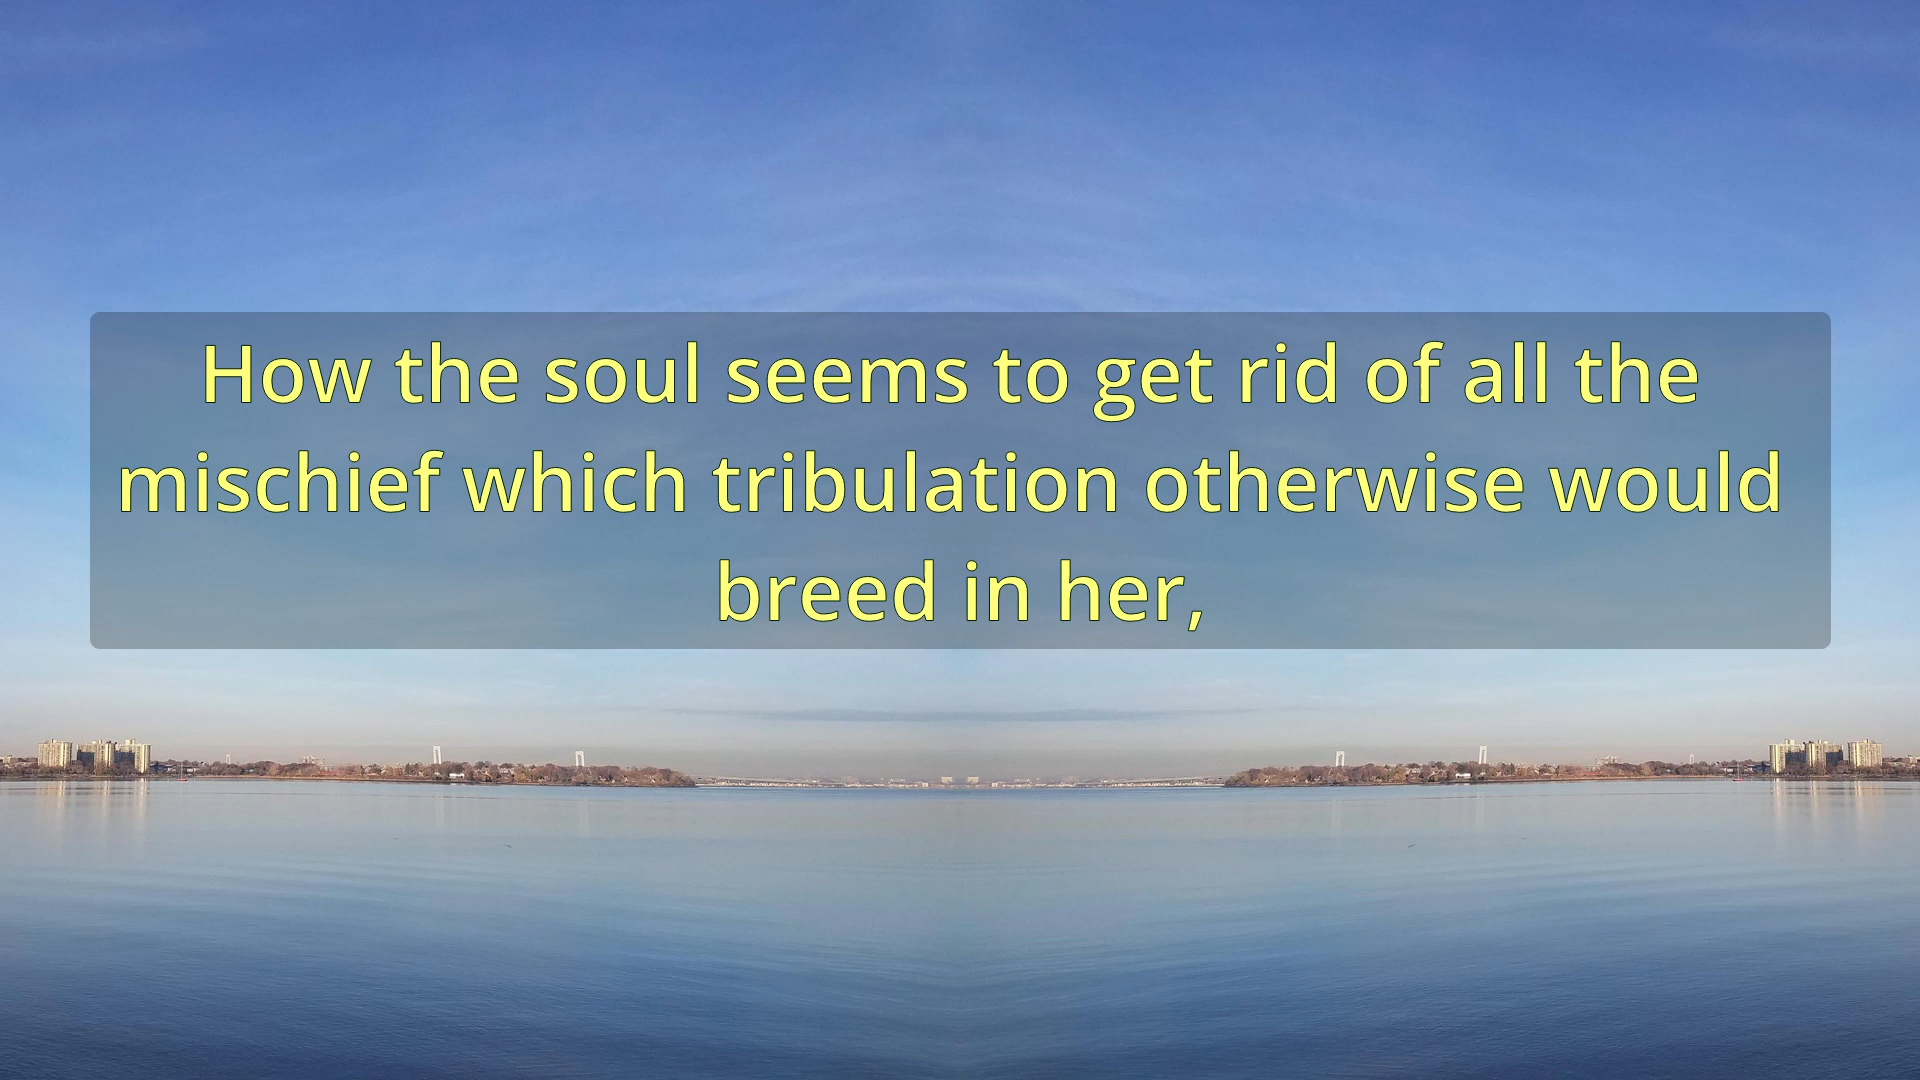 How the soul seems to get rid of all the
mischief which tribulation otherwise would
breed in her,